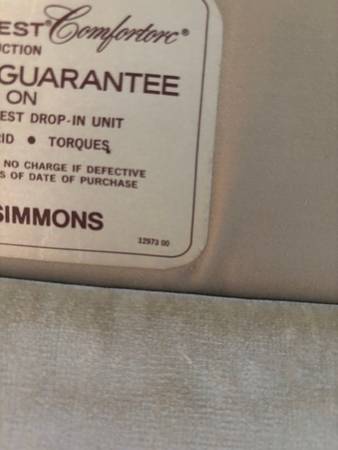 EST® Comfortorc®
UCTION
GUARANTEE
ON
EST DROP-IN UNIT
ID • TORQUES
NO CHARGE IF DEFECTIVE
S OF DATE OF PURCHASE
SIMMONS
32973 00